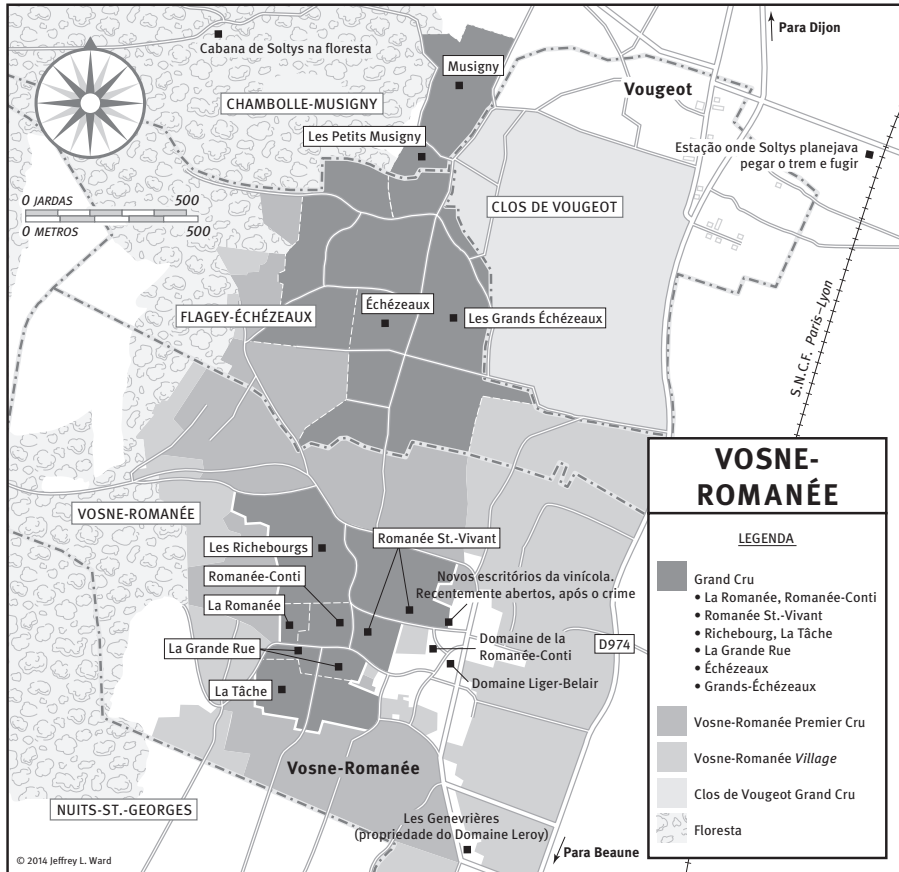 Para Dijon
Cabana de Soltys na floresta
Musigny
Vougeot
CHAMBOLLE-MUSIGNY
Les Petits Musigny
Estação onde Soltys planejava
pegar o trem e fugir
0 JARDAS 500
0 METROS 500
CLOS DE VOUGEOT
Échézeaux
FLAGEY-ÉCHÉZEAUX
Les Grands Échézeaux
S.N.C.F. Paris–Lyon
VOSNE-ROMANÉE
Les Richebourgs
Romanée St.-Vivant
Romanée-Conti
Novos escritórios da vinícola.
Recentemente abertos, após o crime
La Romanée
La Grande Rue
Domaine de la
Romanée-Conti
D974
Domaine Liger-Belair
La Tâche
Vosne-Romanée
NUITS-ST.-GEORGES
Les Genevrières
(propriedade do Domaine Leroy)
Para Beaune
© 2014 Jeffrey L. Ward
VOSNE-
ROMANÉE
LEGENDA
Grand Cru
• La Romanée, Romanée-Conti
• Romanée St.-Vivant
• Richebourg, La Tâche
• La Grande Rue
• Échézeaux
• Grands-Échézeaux
Vosne-Romanée Premier Cru
Vosne-Romanée Village
Clos de Vougeot Grand Cru
Floresta